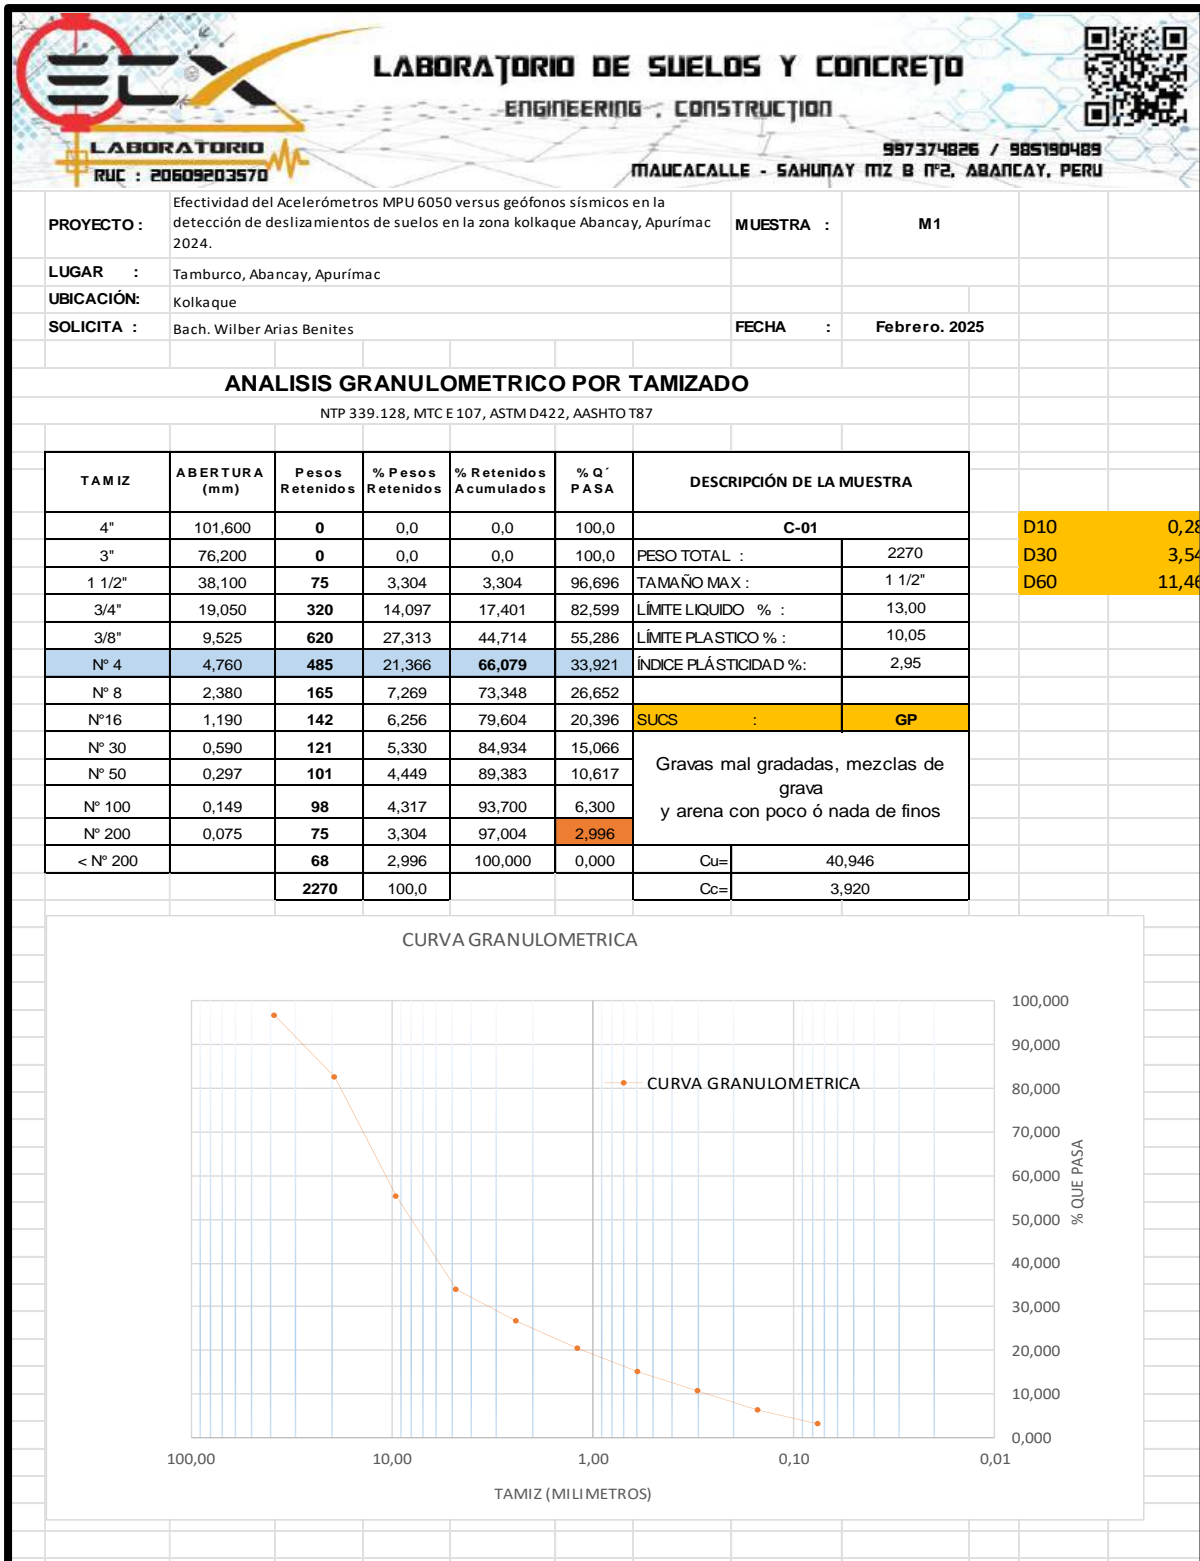 ECX
LABORATORIO
RUC : 20609203570
LABORATORIO DE SUELOS Y CONCRETO
ENGINEERING , CONSTRUCTION
997374826 / 985190489
MAUCACALLE - SAHUNAY MZ B N°2, ABANCAY, PERU
PROYECTO :
Efectividad del Acelerómetros MPU 6050 versus geófonos sísmicos en la
detección de deslizamientos de suelos en la zona kolkaque Abancay, Apurímac
2024.
MUESTRA :
M1
LUGAR :
Tamburco, Abancay, Apurímac
UBICACIÓN:
Kolkaque
SOLICITA :
Bach. Wilber Arias Benites
FECHA :
Febrero. 2025
ANALISIS GRANULOMETRICO POR TAMIZADO
NTP 339.128, MTC E 107, ASTM D422, AASHTO T87
TAMIZ ABERTURA (mm) Pesos Retenidos % Pesos Retenidos % Retenidos Acumulados % Q´ PASA DESCRIPCIÓN DE LA MUESTRA
4" 101,600 0 0,0 0,0 100,0 C-01 D10 0,28
3" 76,200 0 0,0 0,0 100,0 PESO TOTAL : 2270 D30 3,54
1 1/2" 38,100 75 3,304 3,304 96,696 TAMAÑO MAX : 1 1/2" D60 11,46
3/4" 19,050 320 14,097 17,401 82,599 LÍMITE LIQUIDO % : 13,00
3/8" 9,525 620 27,313 44,714 55,286 LÍMITE PLASTICO % : 10,05
N° 4 4,760 485 21,366 66,079 33,921 ÍNDICE PLÁSTICIDAD %: 2,95
N° 8 2,380 165 7,269 73,348 26,652
N°16 1,190 142 6,256 79,604 20,396 SUCS : GP
N° 30 0,590 121 5,330 84,934 15,066
N° 50 0,297 101 4,449 89,383 10,617
N° 100 0,149 98 4,317 93,700 6,300
N° 200 0,075 75 3,304 97,004 2,996
Gravas mal gradadas, mezclas de
grava
y arena con poco ó nada de finos
< N° 200 68 2,996 100,000 0,000 Cu= 40,946
2270 100,0 Cc= 3,920
CURVA GRANULOMETRICA
CURVA GRANULOMETRICA
100,000
90,000
80,000
70,000
60,000
50,000
40,000
30,000
20,000
10,000
0,000
% QUE PASA
100,00 10,00 1,00 0,10 0,01
TAMIZ (MILIMETROS)